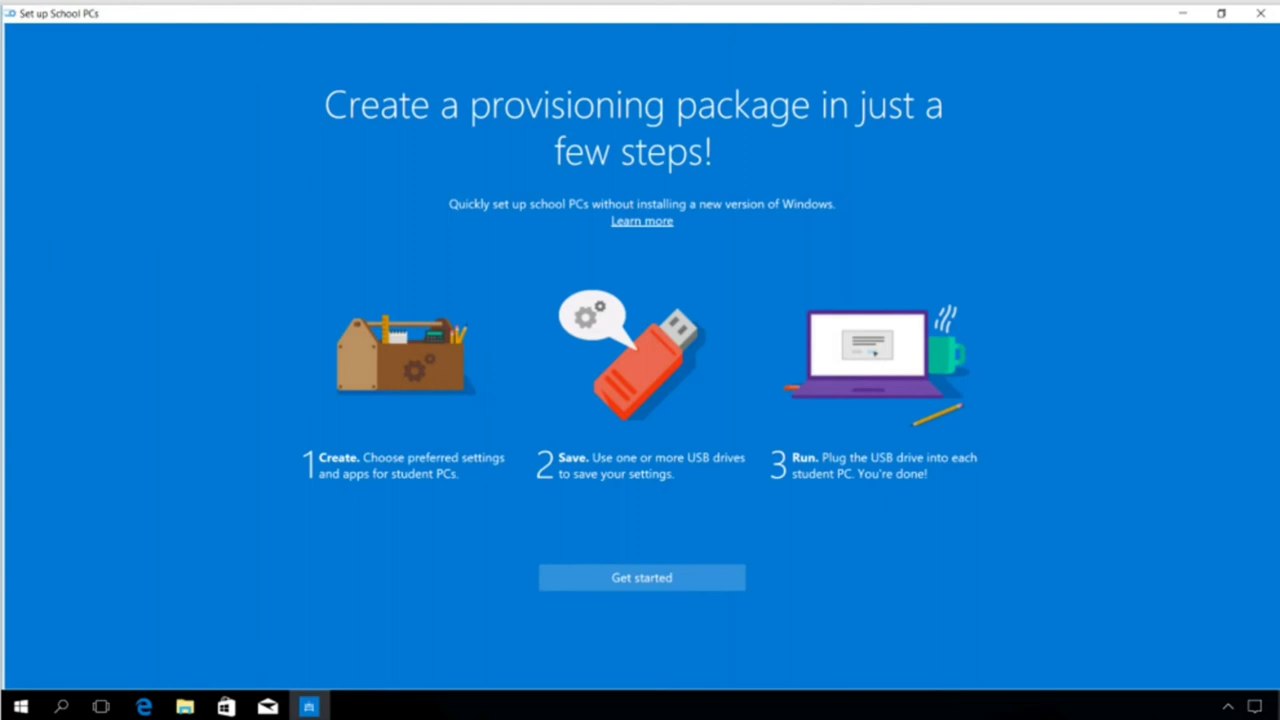 Set up School PCs
Create a provisioning package in just a
few steps!
Quickly set up school PCs without installing a new version of Windows.
Learn more
1 Create. Choose preferred settings
and apps for student PCs.
2 Save. Use one or more USB drives
to save your settings.
3 Run. Plug the USB drive into each
student PC. You're done!
Get started